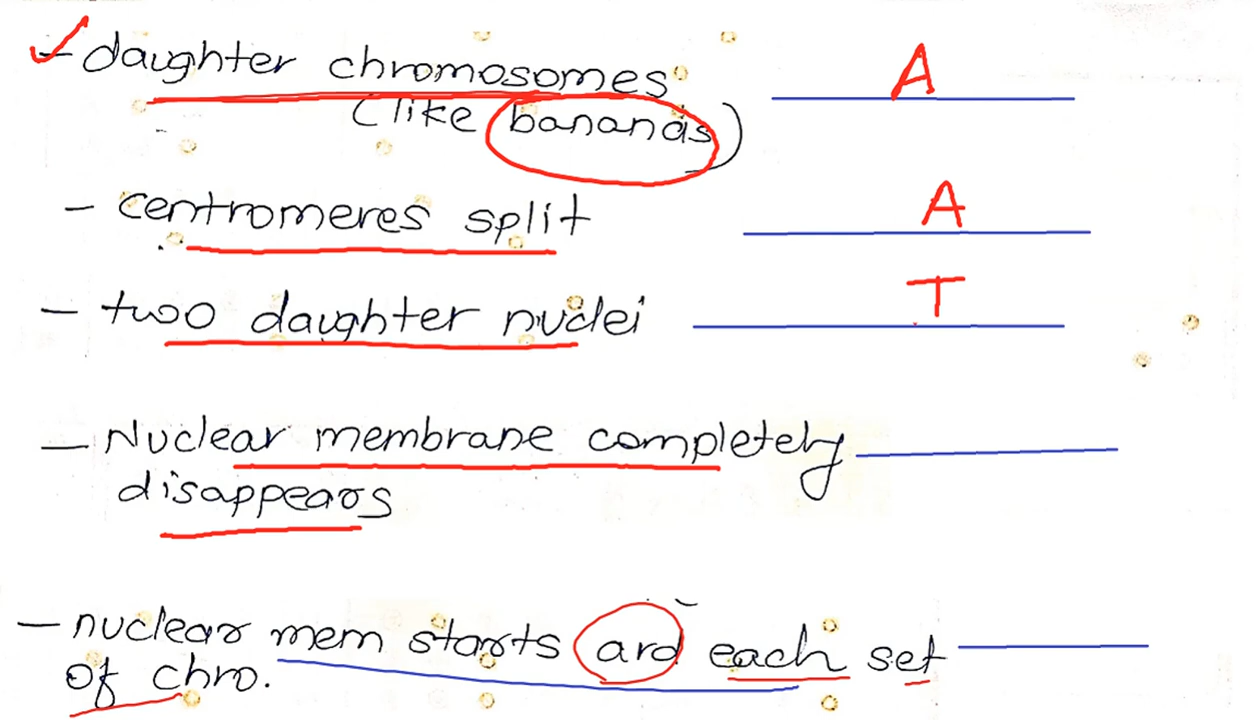 - daughter chromosomes A
(like bananas)
- centromeres split A
- two daughter nuclei T
- Nuclear membrane completely
disappears
- nuclear mem starts ard each set
of chro.